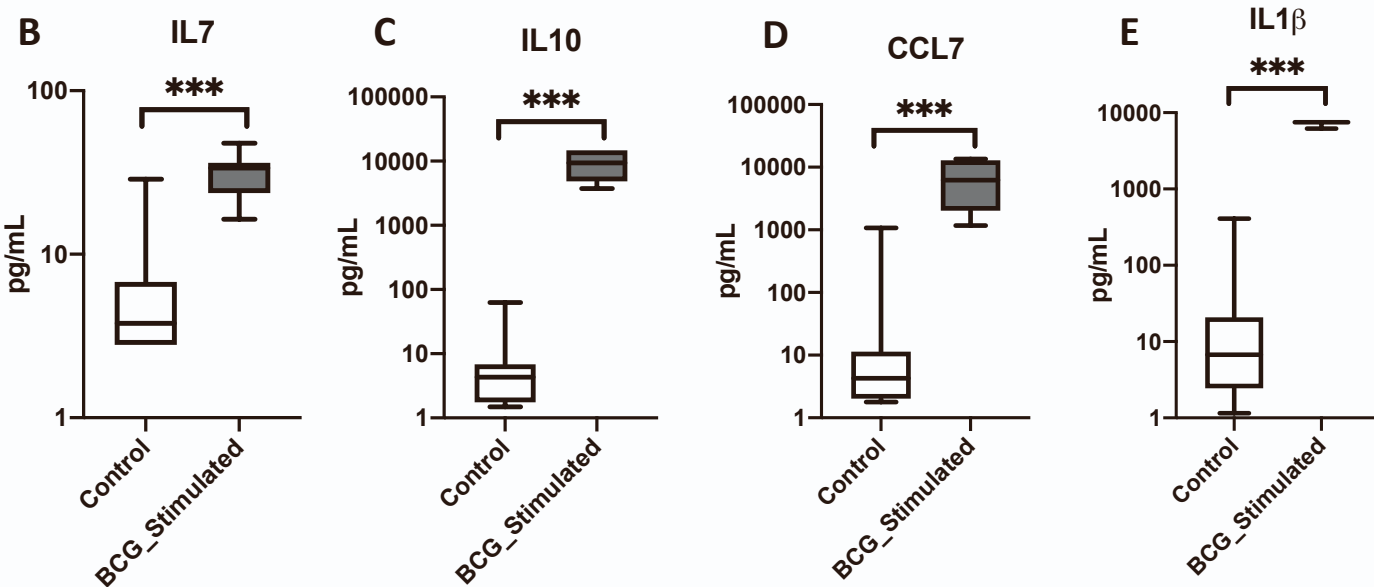 B
IL7
***
100
10
1
pg/mL
Control
BCG_Stimulated
C
IL10
***
100000
10000
1000
100
10
1
pg/mL
Control
BCG_Stimulated
D
CCL7
***
100000
10000
1000
100
10
1
pg/mL
Control
BCG_Stimulated
E
IL1β
***
10000
1000
100
10
1
pg/mL
Control
BCG_Stimulated